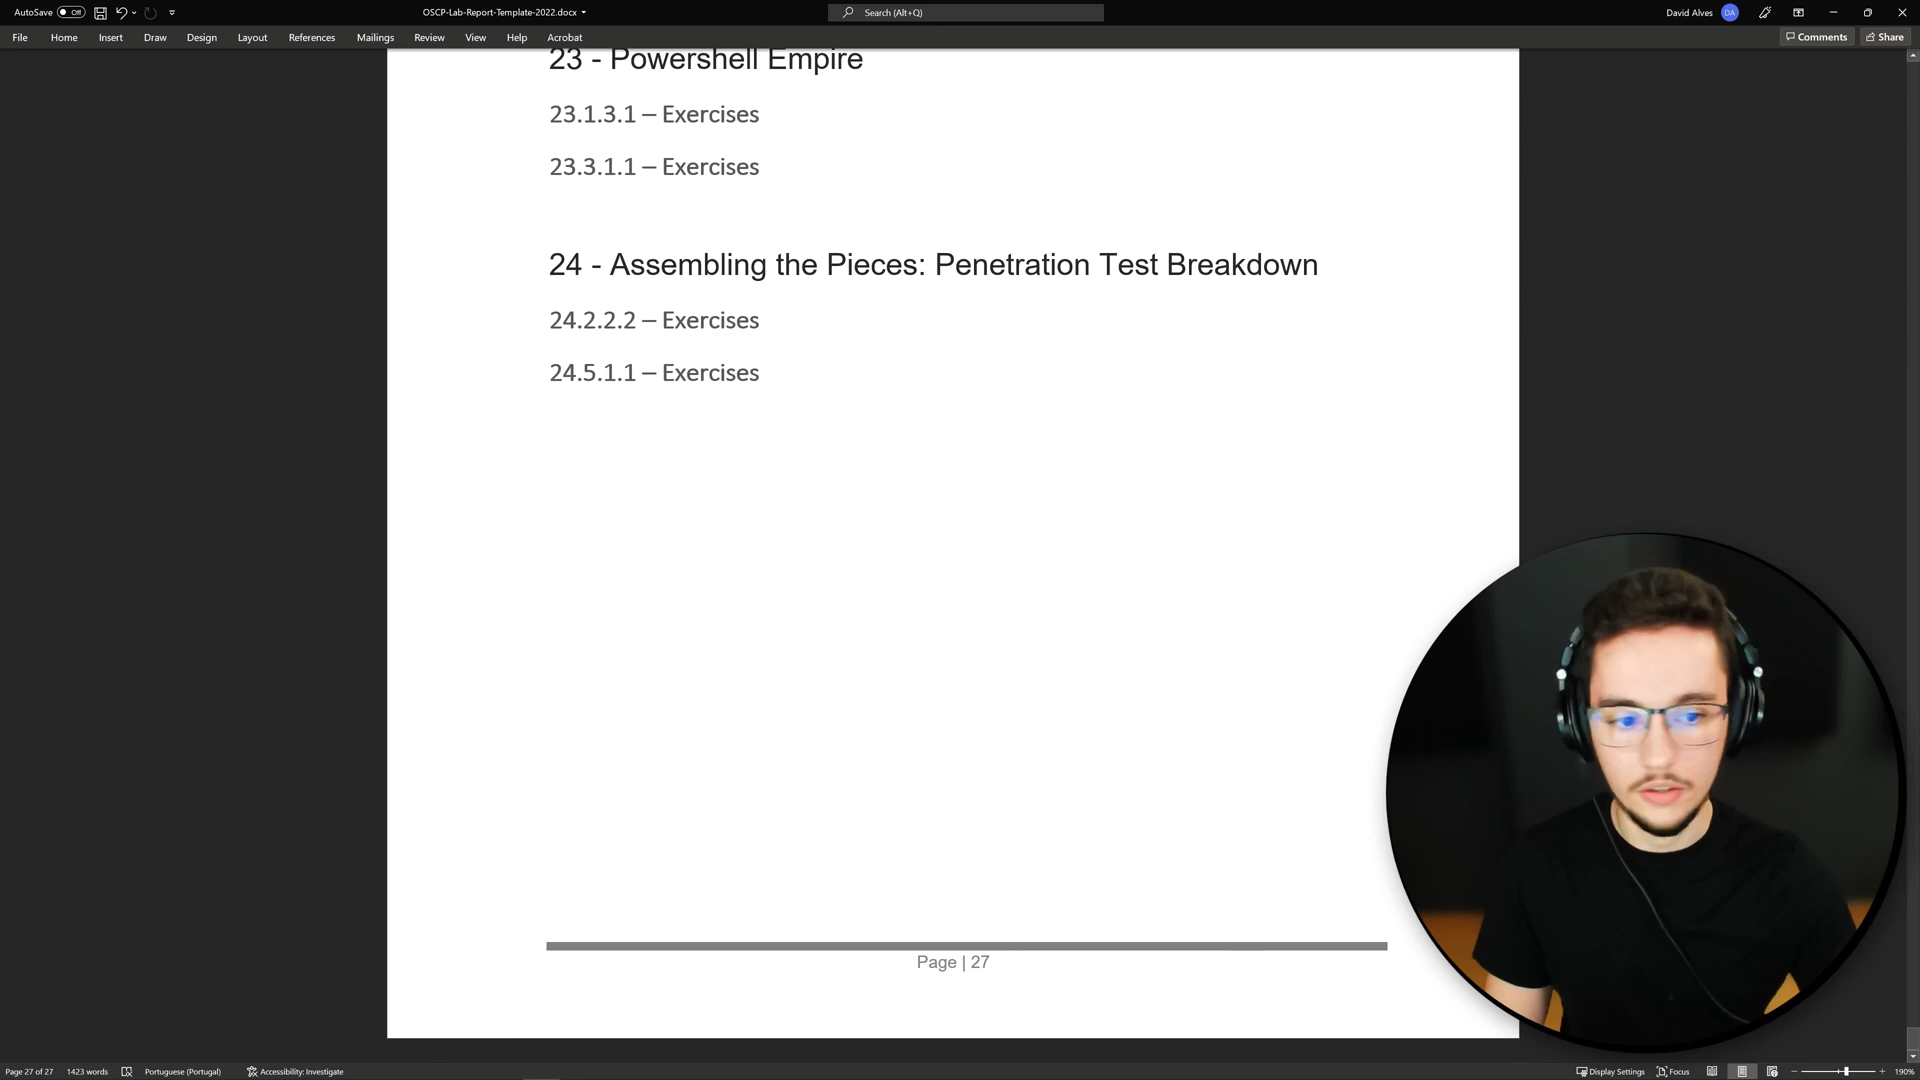 AutoSave Off
OSCP-Lab-Report-Template-2022.docx
Search (Alt+Q)
David Alves DA
File Home Insert Draw Design Layout References Mailings Review View Help Acrobat
Comments Share
23 - Powershell Empire
23.1.3.1 – Exercises
23.3.1.1 – Exercises
24 - Assembling the Pieces: Penetration Test Breakdown
24.2.2.2 – Exercises
24.5.1.1 – Exercises
Page | 27
Page 27 of 27 1423 words Portuguese (Portugal) Accessibility: Investigate
Display Settings Focus 190%